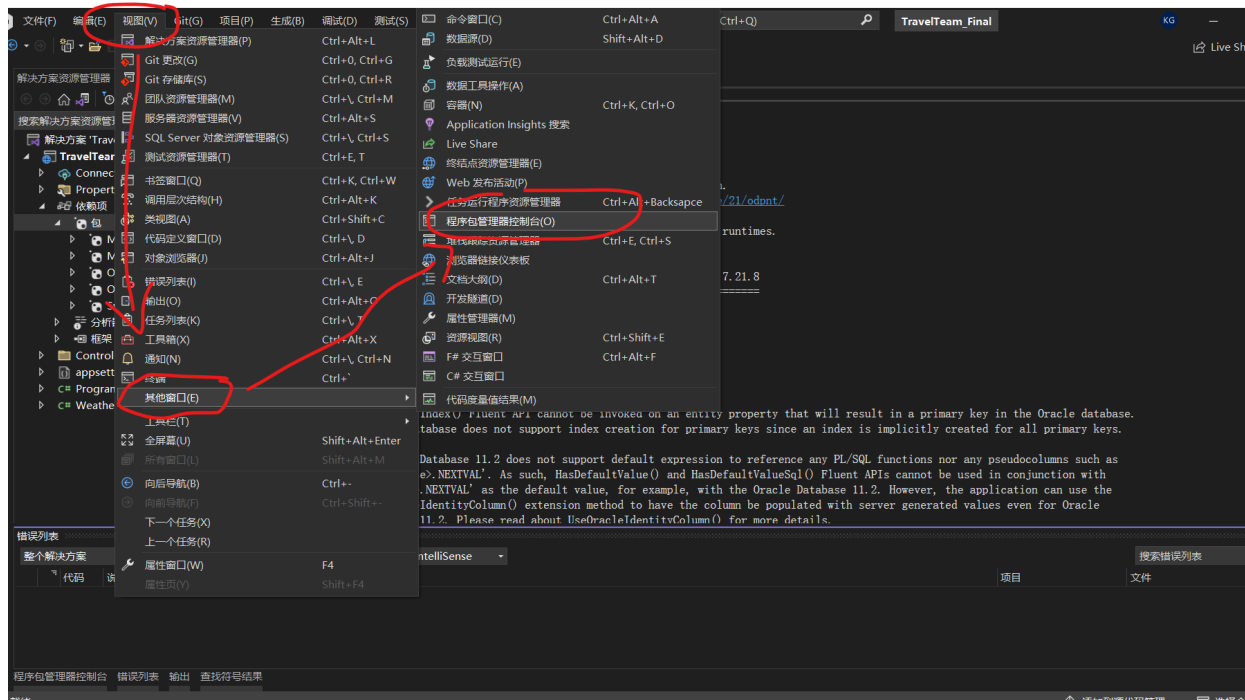 文件(F) 编辑(E) 视图(V) Git(G) 项目(P) 生成(B) 调试(D) 测试(S) Ctrl+Q) TravelTeam_Final KG
Live Sh
解决方案资源管理器
搜索解决方案资源管
解决方案 'Trav
TravelTear
Connec
Propert
依赖项
包
M
M
O
O
S
分析
框架
Control
appsett
C# Program
C# Weathe
解决方案资源管理器(P) Ctrl+Alt+L
Git 更改(G) Ctrl+0, Ctrl+G
Git 存储库(S) Ctrl+0, Ctrl+R
团队资源管理器(M) Ctrl+\, Ctrl+M
服务器资源管理器(V) Ctrl+Alt+S
SQL Server 对象资源管理器(S) Ctrl+\, Ctrl+S
测试资源管理器(T) Ctrl+E, T
书签窗口(Q) Ctrl+K, Ctrl+W
调用层次结构(H) Ctrl+Alt+K
类视图(A) Ctrl+Shift+C
代码定义窗口(D) Ctrl+\, D
对象浏览器(J) Ctrl+Alt+J
错误列表(I) Ctrl+\, E
输出(O) Ctrl+Alt+O
任务列表(K) Ctrl+\, T
工具箱(X) Ctrl+Alt+X
通知(N) Ctrl+\, Ctrl+N
终端 Ctrl+`
其他窗口(E)
工具栏(T)
全屏幕(U) Shift+Alt+Enter
所有窗口(L) Shift+Alt+M
向后导航(B) Ctrl+-
向前导航(F) Ctrl+Shift+-
下一个任务(X)
上一个任务(R)
属性窗口(W) F4
属性页(Y) Shift+F4
命令窗口(C) Ctrl+Alt+A
数据源(D) Shift+Alt+D
负载测试运行(E)
数据工具操作(A)
容器(N) Ctrl+K, Ctrl+O
Application Insights 搜索
Live Share
终结点资源管理器(E)
Web 发布活动(P)
任务运行程序资源管理器 Ctrl+Alt+Backsapce
程序包管理器控制台(O)
堆栈跟踪资源管理器 Ctrl+E, Ctrl+S
浏览器链接仪表板
文档大纲(D) Ctrl+Alt+T
开发隧道(D)
属性管理器(M)
资源视图(R) Ctrl+Shift+E
F# 交互窗口 Ctrl+Alt+F
C# 交互窗口
代码度量值结果(M)
/21/odpnt/
runtimes.
7.21.8
=======
Index() Fluent API cannot be invoked on an entity property that will result in a primary key in the Oracle database.
tabase does not support index creation for primary keys since an index is implicitly created for all primary keys.
Database 11.2 does not support default expression to reference any PL/SQL functions nor any pseudocolumns such as
e>.NEXTVAL'. As such, HasDefaultValue() and HasDefaultValueSql() Fluent APIs cannot be used in conjunction with
.NEXTVAL' as the default value, for example, with the Oracle Database 11.2. However, the application can use the
IdentityColumn() extension method to have the column be populated with server generated values even for Oracle
11.2. Please read about UseOracleIdentityColumn() for more details.
错误列表
整个解决方案 ntelliSense 搜索错误列表
代码 项目 文件
程序包管理器控制台 错误列表 输出 查找符号结果